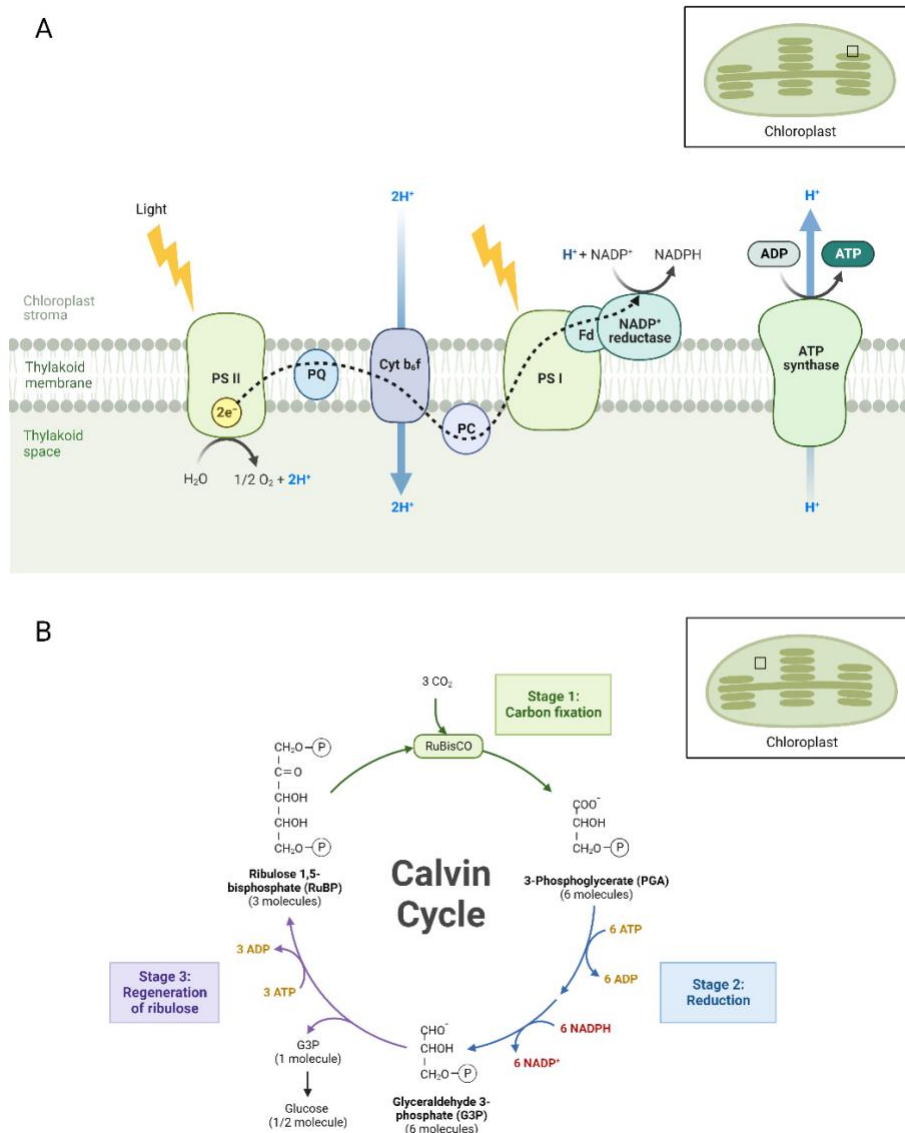 A
Chloroplast
Light
2H⁺
H⁺
H⁺ + NADP⁺
NADPH
ADP
ATP
Chloroplast
stroma
Thylakoid
membrane
Thylakoid
space
PS II
2e⁻
PQ
Cyt b₆f
PC
PS I
Fd
NADP⁺
reductase
ATP
synthase
H₂O
1/2 O₂ + 2H⁺
2H⁺
H⁺
B
Chloroplast
3 CO₂
Stage 1:
Carbon fixation
RuBisCO
CH₂O–P
C=O
CHOH
CHOH
CH₂O–P
Ribulose 1,5-
bisphosphate (RuBP)
(3 molecules)
Calvin
Cycle
COO⁻
CHOH
CH₂O–P
3-Phosphoglycerate (PGA)
(6 molecules)
6 ATP
6 ADP
Stage 2:
Reduction
6 NADPH
6 NADP⁺
CHO⁻
CHOH
CH₂O–P
Glyceraldehyde 3-
phosphate (G3P)
(6 molecules)
3 ADP
3 ATP
Stage 3:
Regeneration
of ribulose
G3P
(1 molecule)
Glucose
(1/2 molecule)